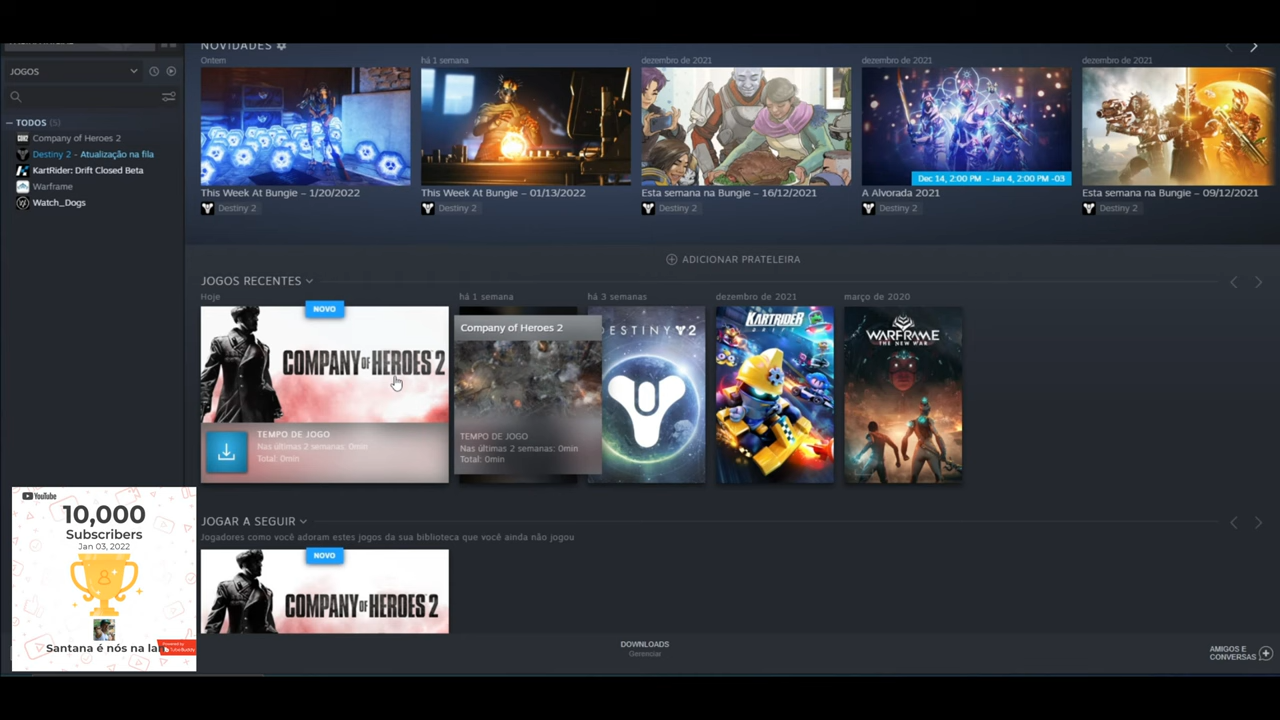 NOVIDADES
Ontem
há 1 semana
dezembro de 2021
dezembro de 2021
dezembro de 2021
JOGOS
TODOS (5)
Company of Heroes 2
Destiny 2 - Atualização na fila
KartRider: Drift Closed Beta
Warframe
Watch_Dogs
Dec 14, 2:00 PM - Jan 4, 2:00 PM -03
This Week At Bungie – 1/20/2022
This Week At Bungie – 01/13/2022
Esta semana na Bungie – 16/12/2021
A Alvorada 2021
Esta semana na Bungie – 09/12/2021
Destiny 2
Destiny 2
Destiny 2
Destiny 2
Destiny 2
ADICIONAR PRATELEIRA
JOGOS RECENTES
Hoje
há 1 semana
há 3 semanas
dezembro de 2021
março de 2020
NOVO
COMPANY OF HEROES 2
TEMPO DE JOGO
Nas últimas 2 semanas: 0min
Total: 0min
Company of Heroes 2
TEMPO DE JOGO
Nas últimas 2 semanas: 0min
Total: 0min
DESTINY 2
KARTRIDER
DRIFT
WARFRAME
THE NEW WAR
JOGAR A SEGUIR
Jogadores como você adoram estes jogos da sua biblioteca que você ainda não jogou
NOVO
COMPANY OF HEROES 2
YouTube
10,000
Subscribers
Jan 03, 2022
Santana é nós na la
Powered by
TubeBuddy
DOWNLOADS
Gerenciar
AMIGOS E
CONVERSAS